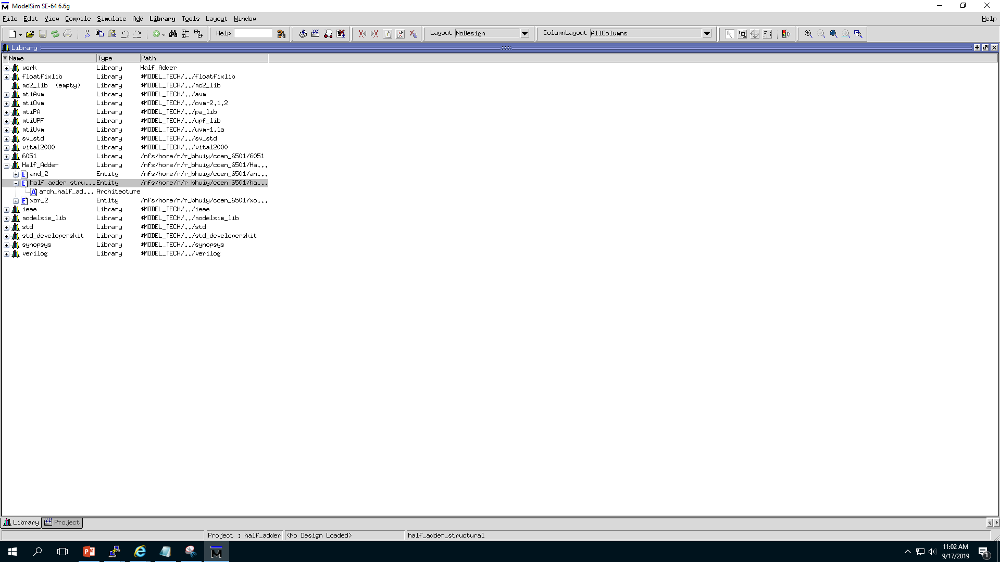 ModelSim SE-64 6.6g
File Edit View Compile Simulate Add Library Tools Layout Window Help
Help Layout NoDesign ColumnLayout AllColumns
Library
Name Type Path
work Library Half_Adder
floatfixlib Library $MODEL_TECH/../floatfixlib
mc2_lib (empty) Library $MODEL_TECH/../mc2_lib
mtiAvm Library $MODEL_TECH/../avm
mtiOvm Library $MODEL_TECH/../ovm-2.1.2
mtiPA Library $MODEL_TECH/../pa_lib
mtiUPF Library $MODEL_TECH/../upf_lib
mtiUvm Library $MODEL_TECH/../uvm-1.1a
sv_std Library $MODEL_TECH/../sv_std
vital2000 Library $MODEL_TECH/../vital2000
6051 Library /nfs/home/r/r_bhuiy/coen_6501/6051
Half_Adder Library /nfs/home/r/r_bhuiy/coen_6501/Ha...
E and_2 Entity /nfs/home/r/r_bhuiy/coen_6501/an...
E half_adder_stru... Entity /nfs/home/r/r_bhuiy/coen_6501/ha...
A arch_half_ad... Architecture
E xor_2 Entity /nfs/home/r/r_bhuiy/coen_6501/xo...
ieee Library $MODEL_TECH/../ieee
modelsim_lib Library $MODEL_TECH/../modelsim_lib
std Library $MODEL_TECH/../std
std_developerskit Library $MODEL_TECH/../std_developerskit
synopsys Library $MODEL_TECH/../synopsys
verilog Library $MODEL_TECH/../verilog
Library Project
Project : half_adder <No Design Loaded> half_adder_structural
11:02 AM
9/17/2019
1